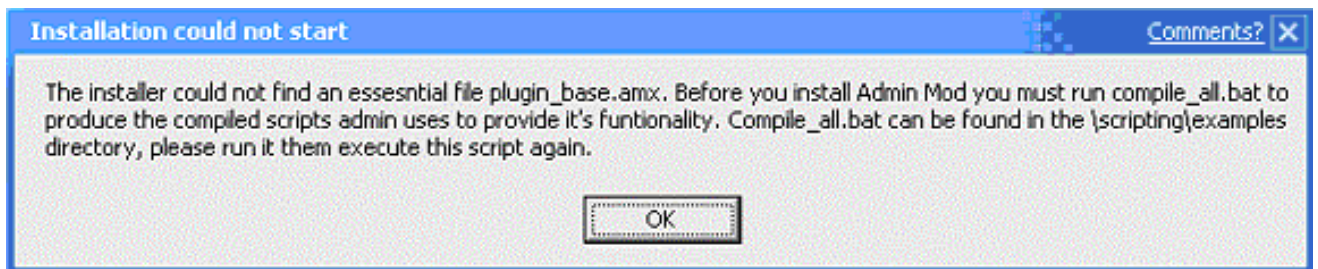 Installation could not start
Comments?
The installer could not find an essesntial file plugin_base.amx. Before you install Admin Mod you must run compile_all.bat to
produce the compiled scripts admin uses to provide it's funtionality. Compile_all.bat can be found in the \scripting\examples
directory, please run it them execute this script again.
OK